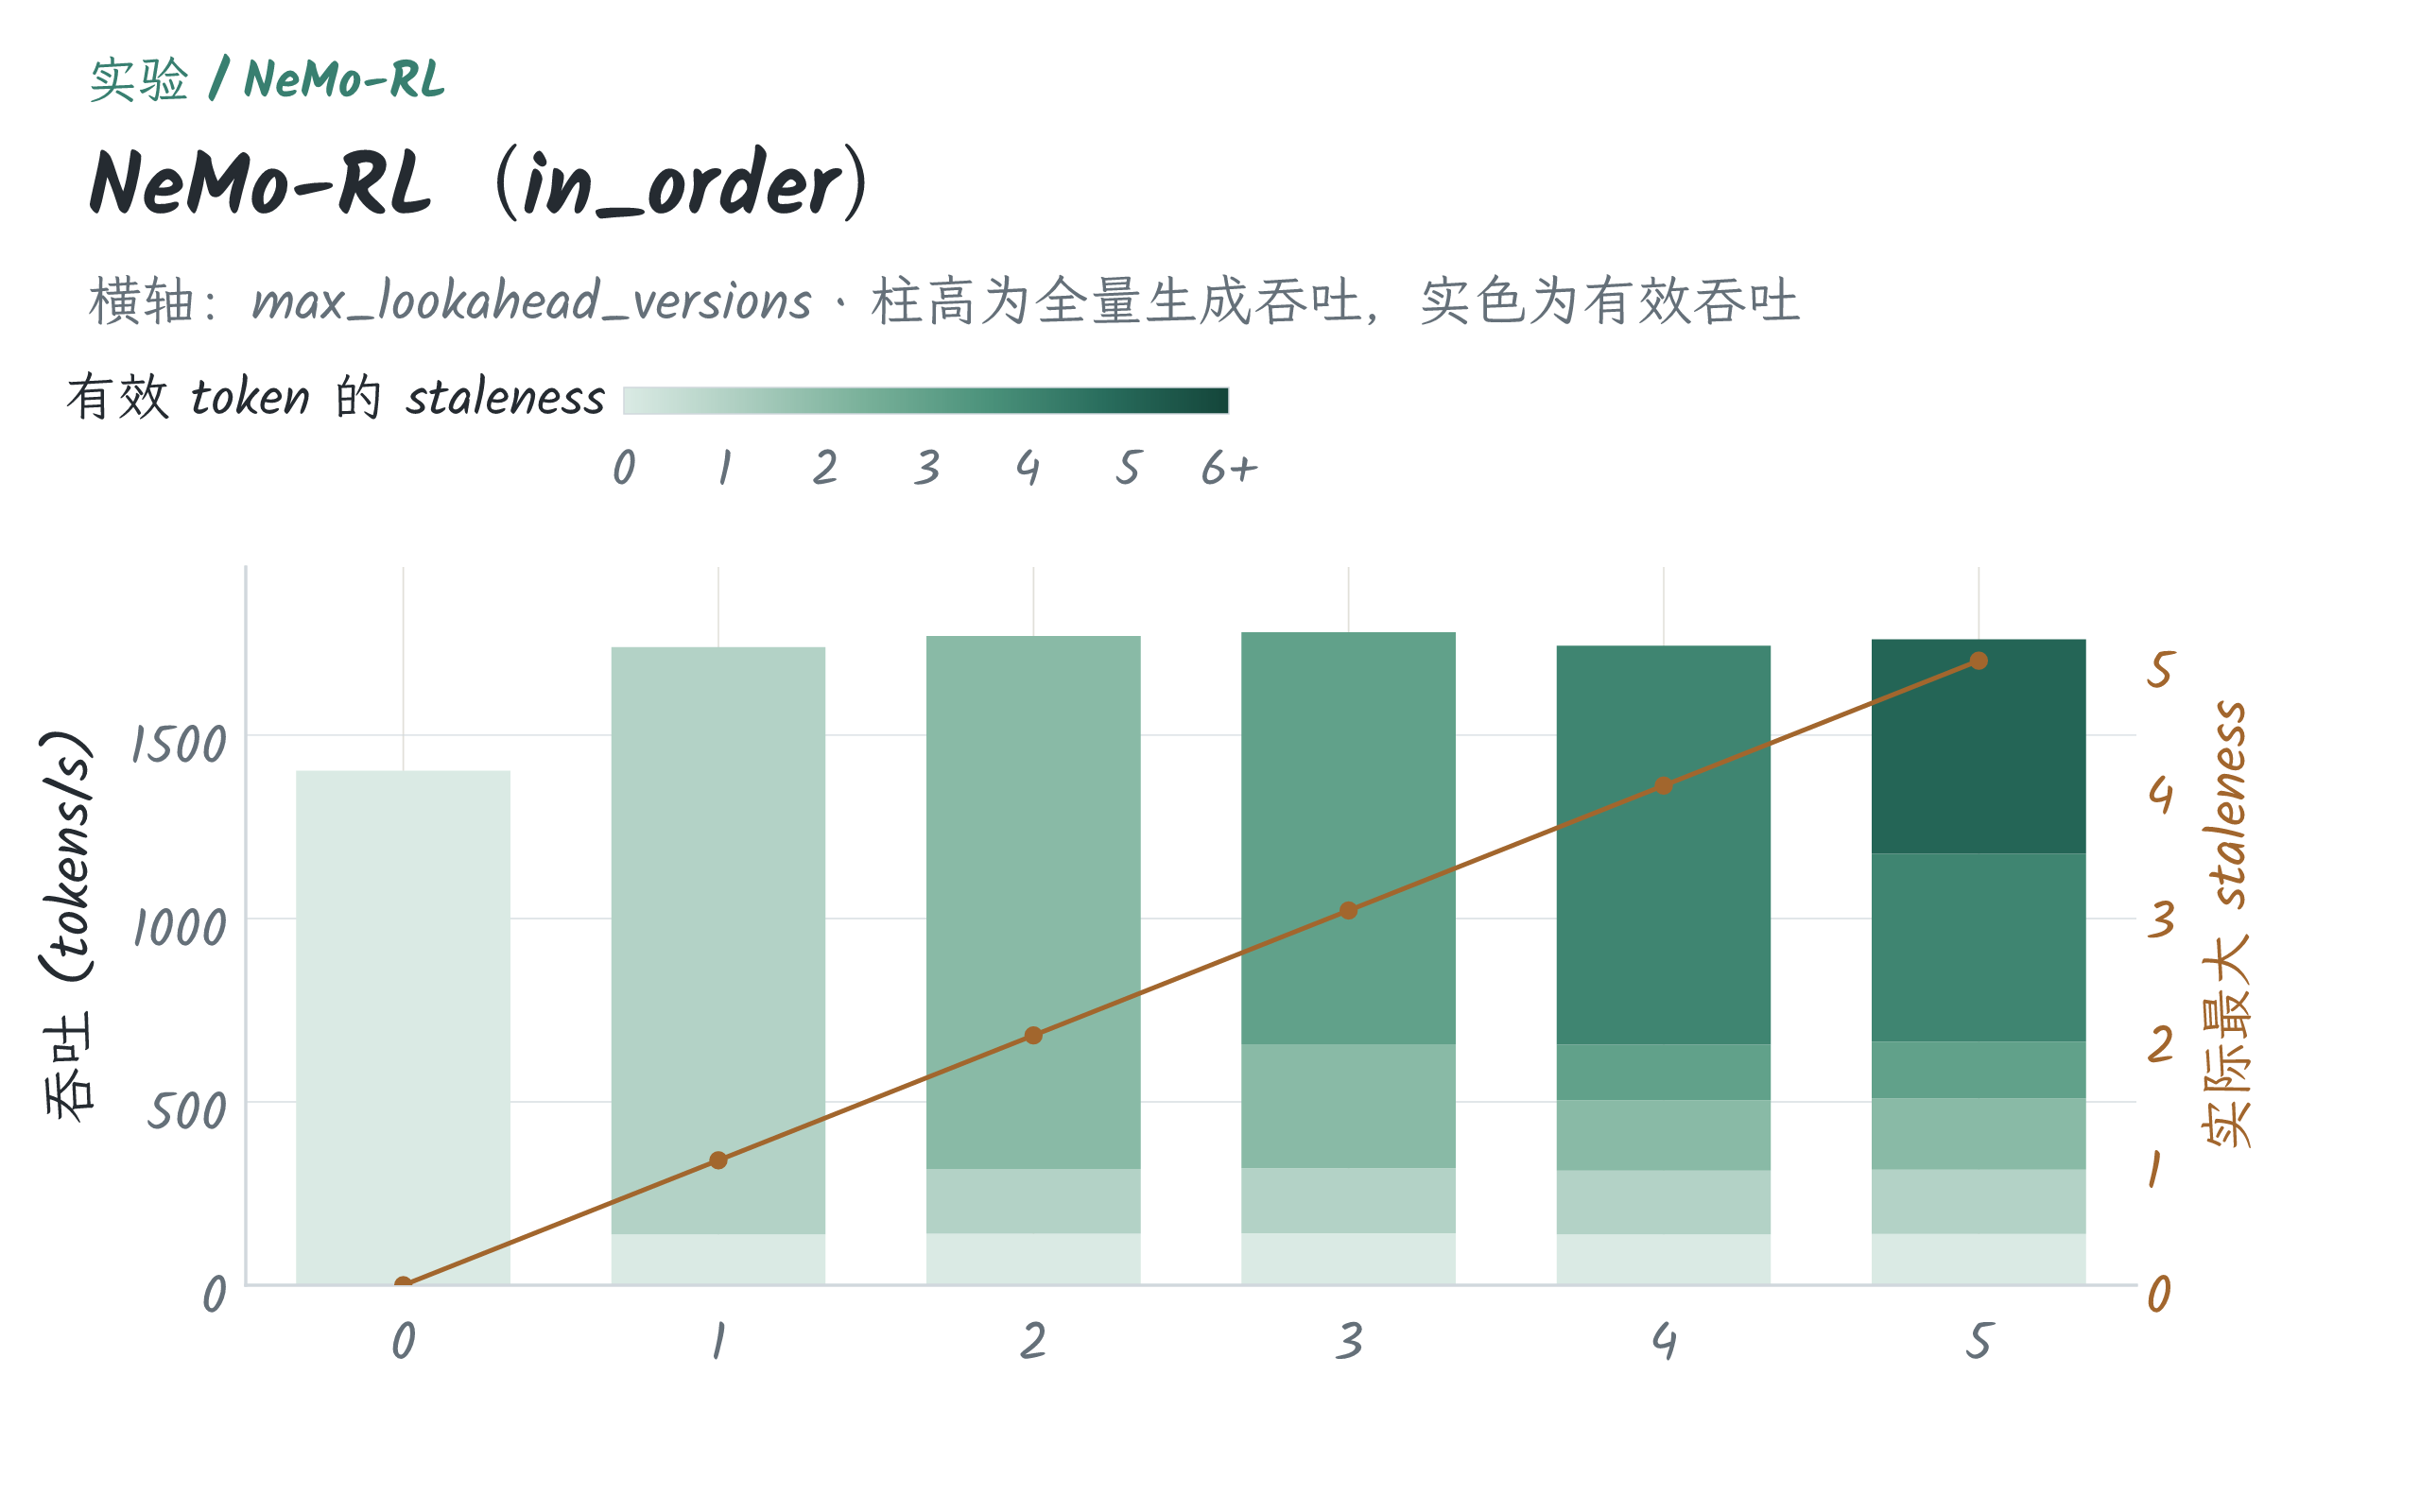 实验 / NeMo-RL
NeMo-RL （in_order）
横轴：max_lookahead_versions · 柱高为全量生成吞吐，实色为有效吞吐
有效 token 的 staleness
0 1 2 3 4 5 6+
吞吐 (tokens/s)
1500
1000
500
0
5
4
3
2
1
0
实际最大 staleness
0 1 2 3 4 5